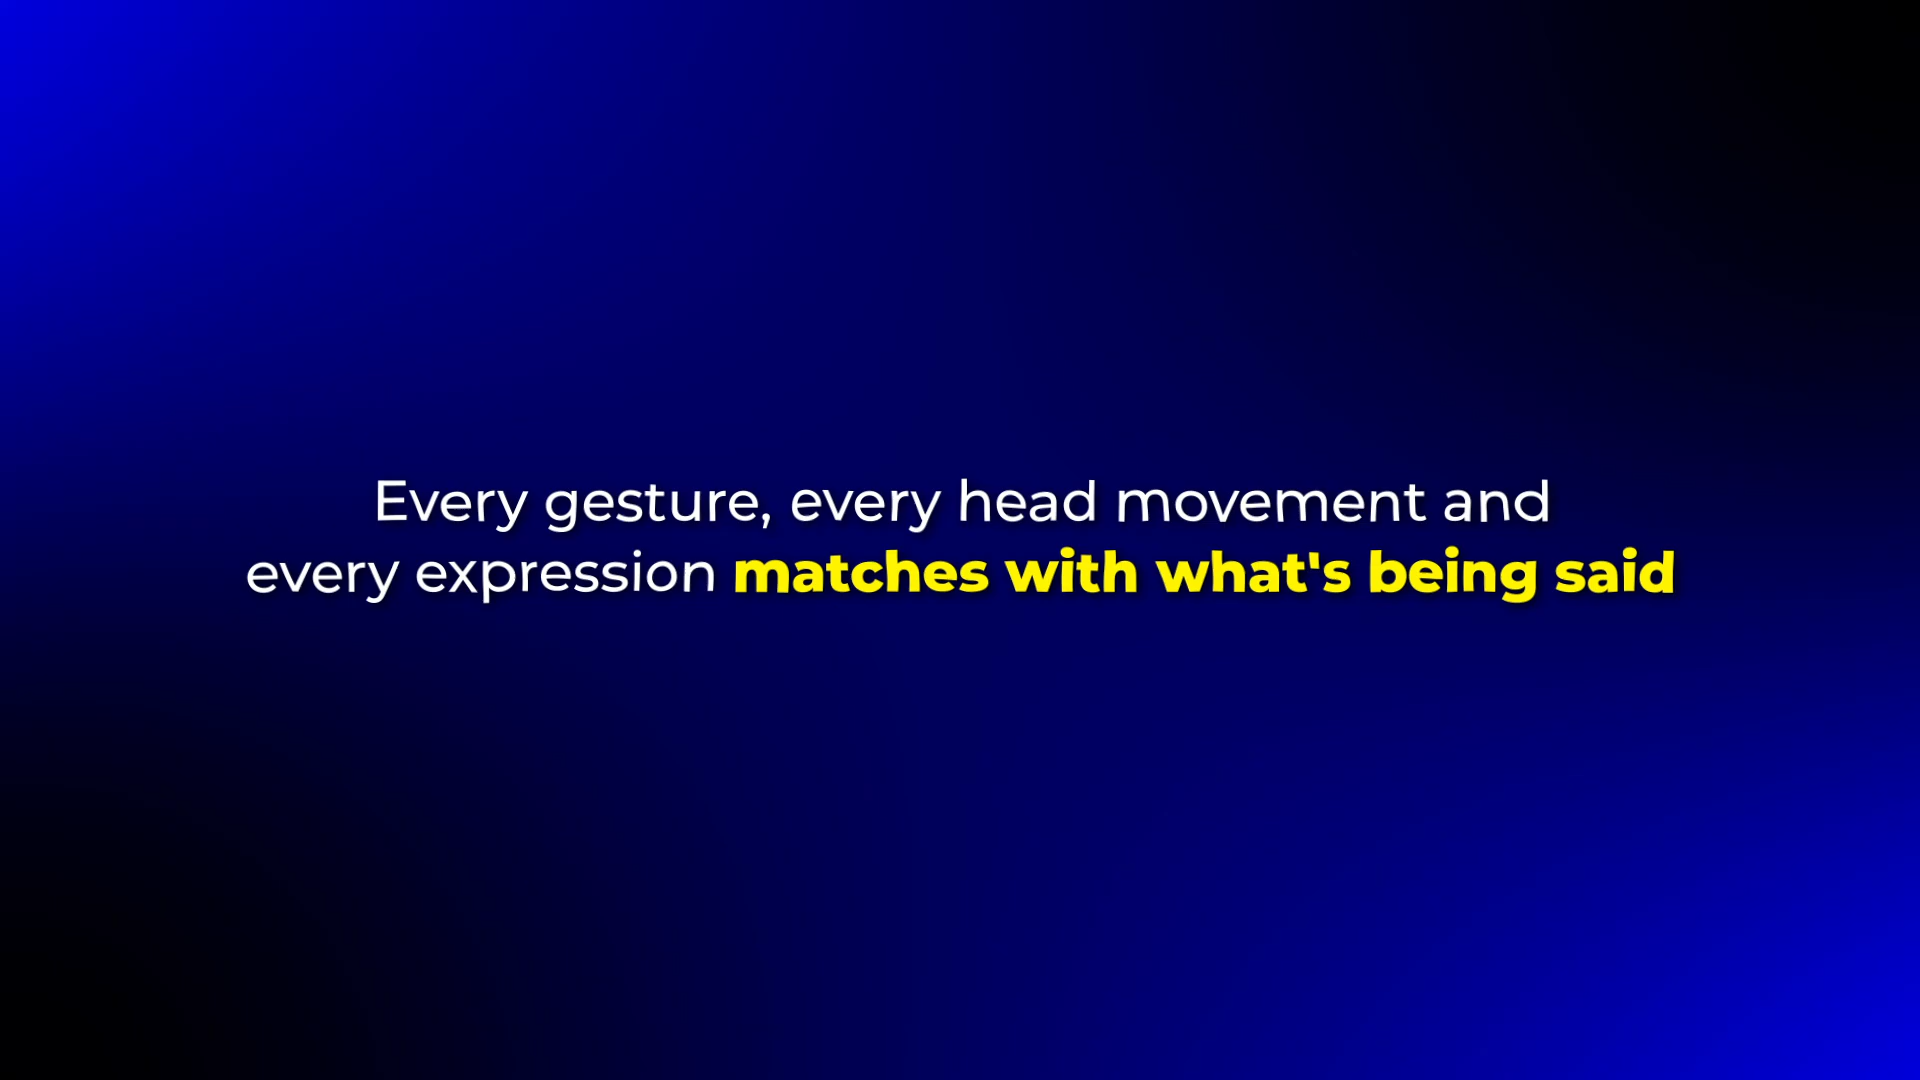 Every gesture, every head movement and
every expression matches with what's being said